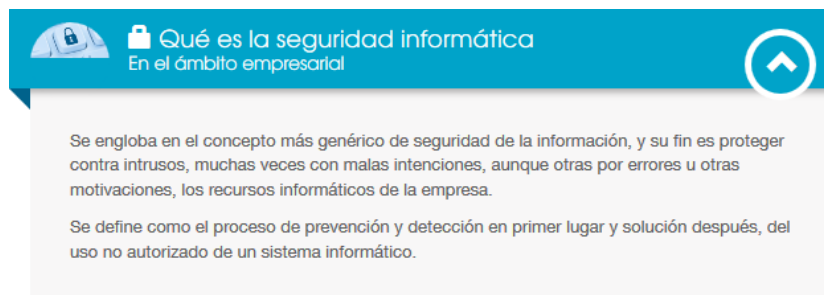 Qué es la seguridad informática
En el ámbito empresarial
Se engloba en el concepto más genérico de seguridad de la información, y su fin es proteger
contra intrusos, muchas veces con malas intenciones, aunque otras por errores u otras
motivaciones, los recursos informáticos de la empresa.
Se define como el proceso de prevención y detección en primer lugar y solución después, del
uso no autorizado de un sistema informático.